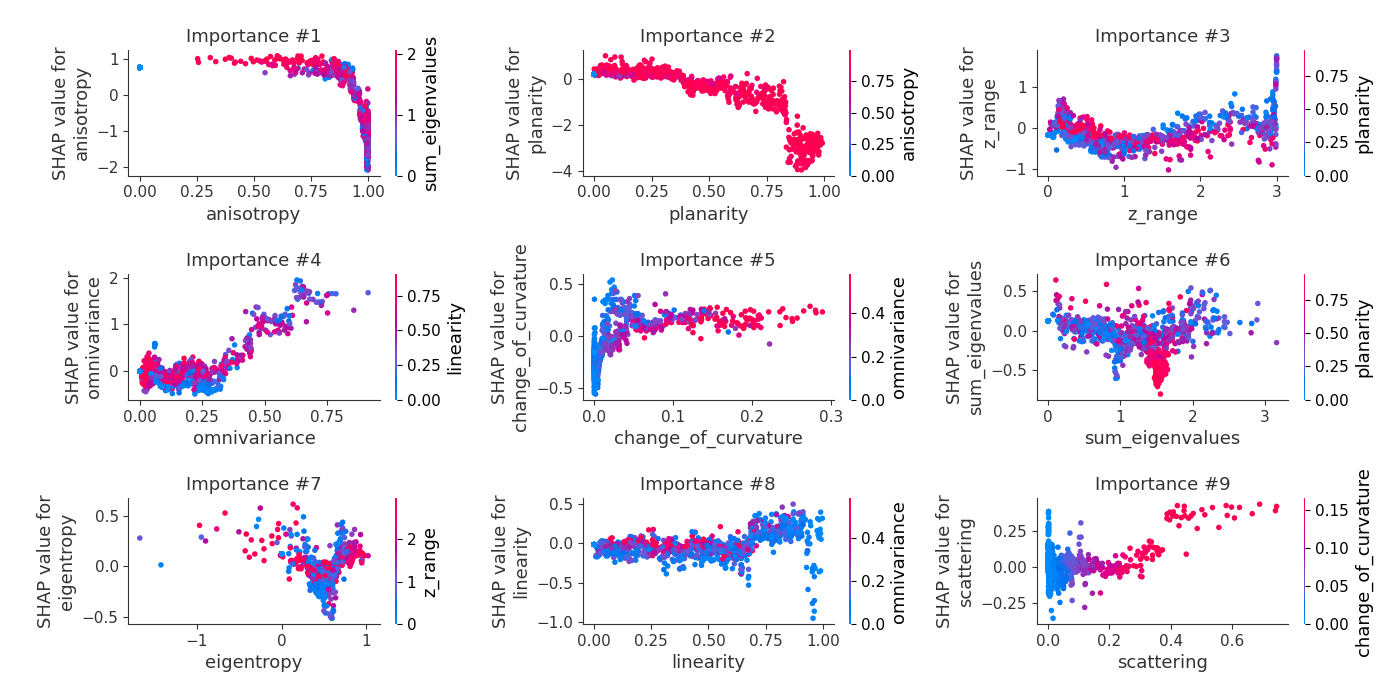 Importance #1
SHAP value for
anisotropy
1
0
−1
−2
0.00
0.25
0.50
0.75
1.00
anisotropy
2
1
0
sum_eigenvalues
Importance #2
SHAP value for
planarity
0
−2
−4
0.00
0.25
0.50
0.75
1.00
planarity
0.75
0.50
0.25
0.00
anisotropy
Importance #3
SHAP value for
z_range
1
0
−1
0
1
2
3
z_range
0.75
0.50
0.25
0.00
planarity
Importance #4
SHAP value for
omnivariance
2
1
0
0.00
0.25
0.50
0.75
omnivariance
0.75
0.50
0.25
0.00
linearity
Importance #5
SHAP value for
change_of_curvature
0.5
0.0
−0.5
0.0
0.1
0.2
0.3
change_of_curvature
0.4
0.2
0.0
omnivariance
Importance #6
SHAP value for
sum_eigenvalues
0.5
0.0
−0.5
0
1
2
3
sum_eigenvalues
0.75
0.50
0.25
0.00
planarity
Importance #7
SHAP value for
eigentropy
0.5
0.0
−0.5
−1
0
1
eigentropy
2
1
0
z_range
Importance #8
SHAP value for
linearity
0.5
0.0
−0.5
−1.0
0.00
0.25
0.50
0.75
1.00
linearity
0.4
0.2
0.0
omnivariance
Importance #9
SHAP value for
scattering
0.25
0.00
−0.25
0.0
0.2
0.4
0.6
scattering
0.15
0.10
0.05
0.00
change_of_curvature